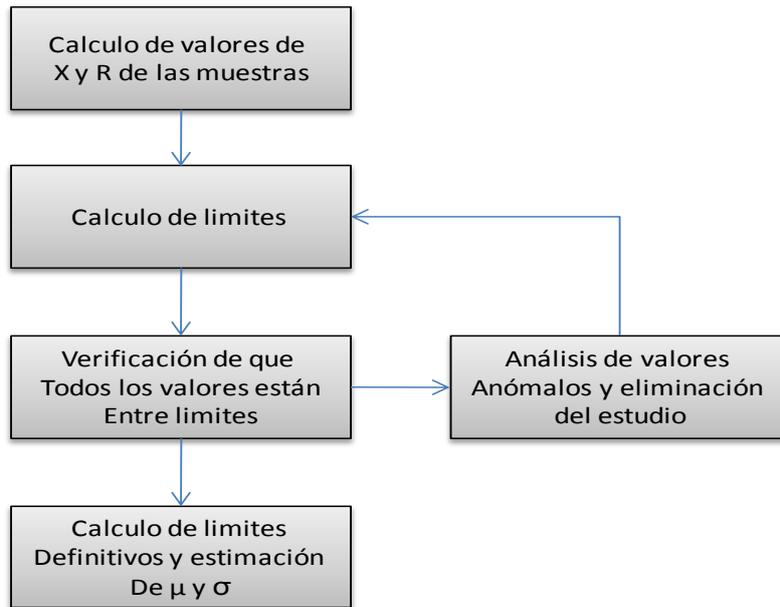 Calculo de valores de
X y R de las muestras
Calculo de limites
Verificación de que
Todos los valores están
Entre limites
Análisis de valores
Anómalos y eliminación
del estudio
Calculo de limites
Definitivos y estimación
De μ y σ